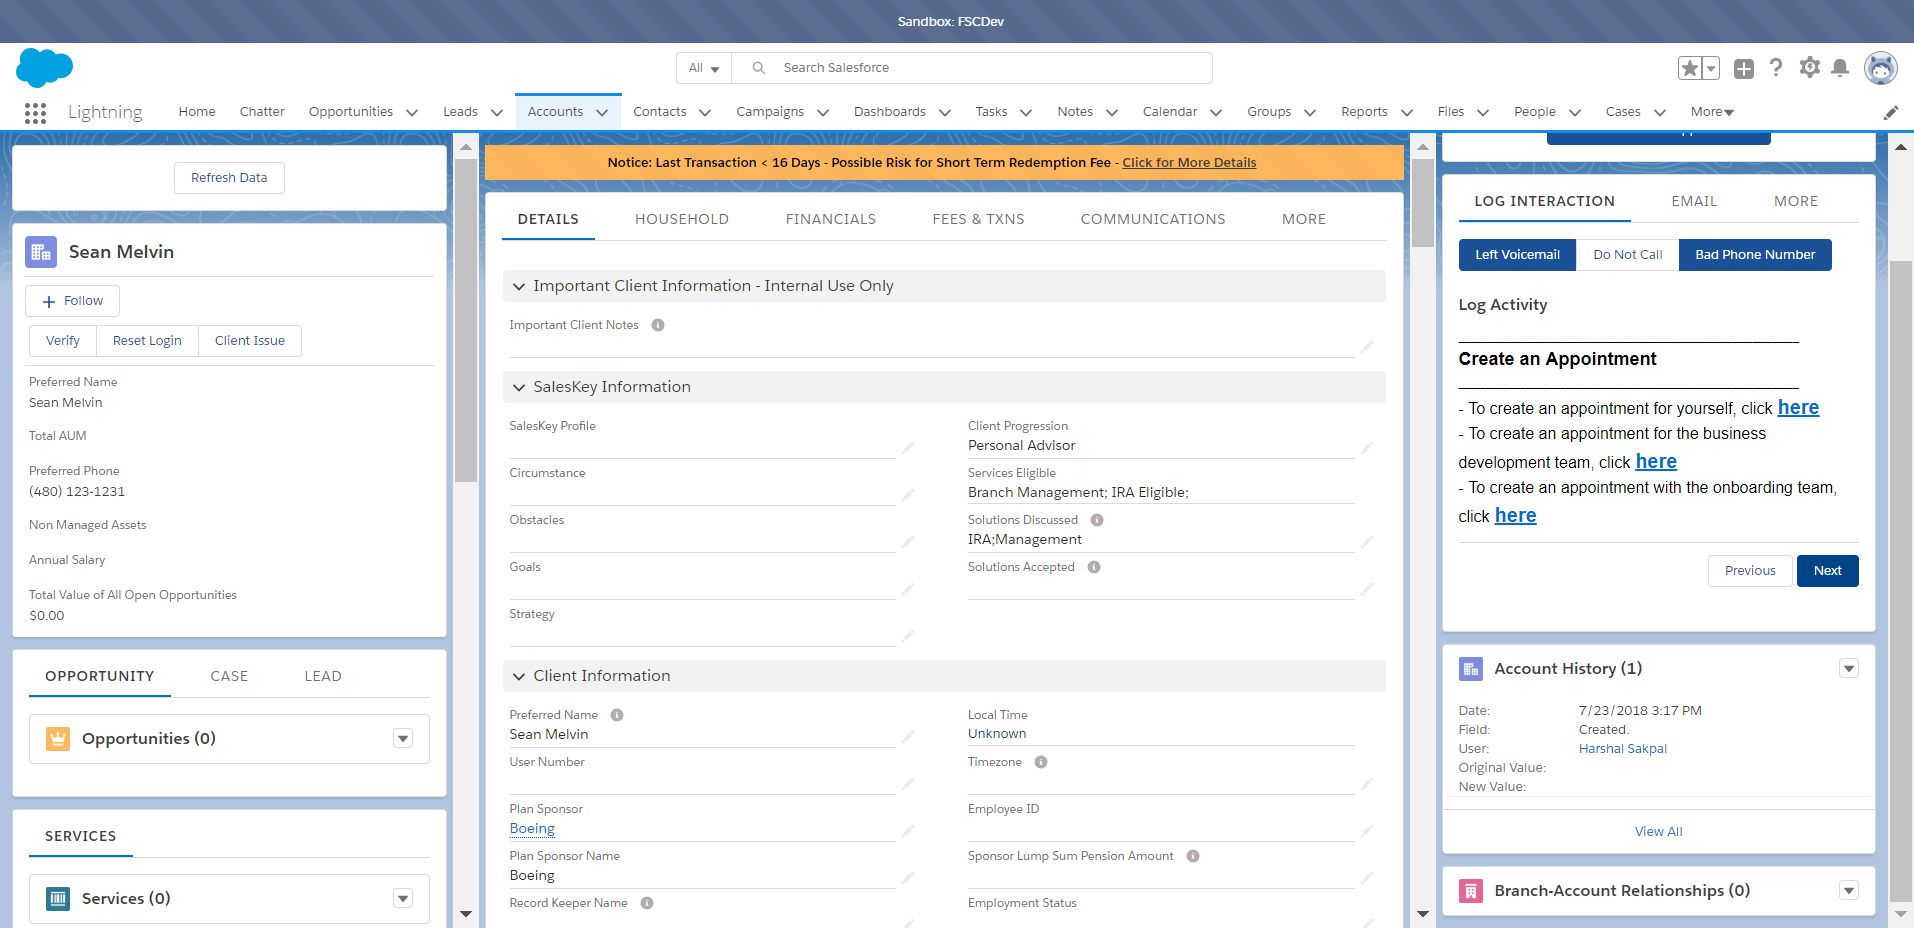 Sandbox: FSCDev
All
Search Salesforce
Lightning
Home
Chatter
Opportunities
Leads
Accounts
Contacts
Campaigns
Dashboards
Tasks
Notes
Calendar
Groups
Reports
Files
People
Cases
More
Refresh Data
Sean Melvin
Follow
Verify
Reset Login
Client Issue
Preferred Name
Sean Melvin
Total AUM
Preferred Phone
(480) 123-1231
Non Managed Assets
Annual Salary
Total Value of All Open Opportunities
$0.00
OPPORTUNITY
CASE
LEAD
Opportunities (0)
SERVICES
Services (0)
Notice: Last Transaction < 16 Days - Possible Risk for Short Term Redemption Fee - Click for More Details
DETAILS
HOUSEHOLD
FINANCIALS
FEES & TXNS
COMMUNICATIONS
MORE
Important Client Information - Internal Use Only
Important Client Notes
SalesKey Information
SalesKey Profile
Client Progression
Personal Advisor
Circumstance
Services Eligible
Branch Management; IRA Eligible;
Obstacles
Solutions Discussed
IRA;Management
Goals
Solutions Accepted
Strategy
Client Information
Preferred Name
Sean Melvin
Local Time
Unknown
User Number
Timezone
Plan Sponsor
Boeing
Employee ID
Plan Sponsor Name
Boeing
Sponsor Lump Sum Pension Amount
Record Keeper Name
Employment Status
LOG INTERACTION
EMAIL
MORE
Left Voicemail
Do Not Call
Bad Phone Number
Log Activity
Create an Appointment
- To create an appointment for yourself, click here
- To create an appointment for the business
development team, click here
- To create an appointment with the onboarding team,
click here
Previous
Next
Account History (1)
Date: 7/23/2018 3:17 PM
Field: Created.
User: Harshal Sakpal
Original Value:
New Value:
View All
Branch-Account Relationships (0)